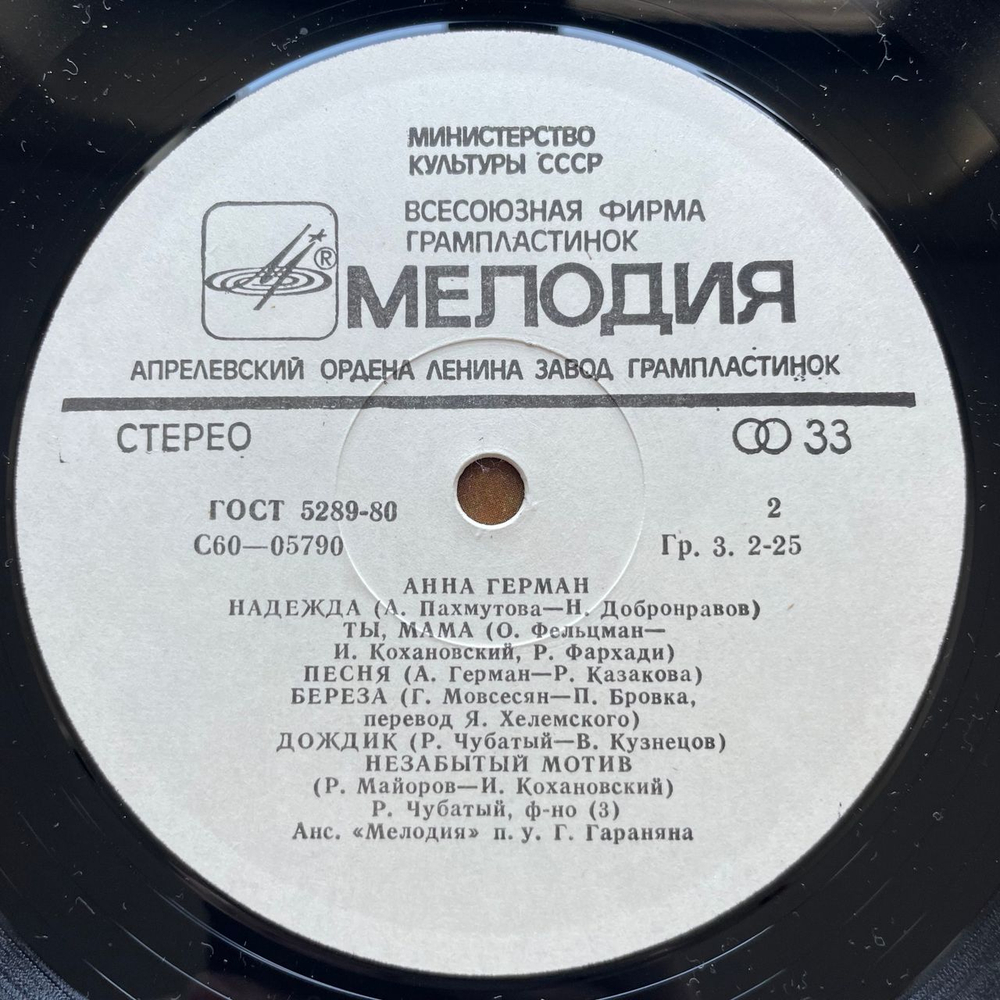 МИНИСТЕРСТВО
КУЛЬТУРЫ СССР
ВСЕСОЮЗНАЯ ФИРМА
ГРАМПЛАСТИНОК
®
МЕЛОДИЯ
АПРЕЛЕВСКИЙ ОРДЕНА ЛЕНИНА ЗАВОД ГРАМПЛАСТИНОК
СТЕРЕО 33
ГОСТ 5289-80 2
С60—05790 Гр. 3. 2-25
АННА ГЕРМАН
НАДЕЖДА (А. Пахмутова—Н. Добронравов)
ТЫ, МАМА (О. Фельцман—
И. Кохановский, Р. Фархади)
ПЕСНЯ (А. Герман—Р. Казакова)
БЕРЕЗА (Г. Мовсесян—П. Бровка,
перевод Я. Хелемского)
ДОЖДИК (Р. Чубатый—В. Кузнецов)
НЕЗАБЫТЫЙ МОТИВ
(Р. Майоров—И. Кохановский)
Р. Чубатый, ф-но (3)
Анс. «Мелодия» п. у. Г. Гараняна